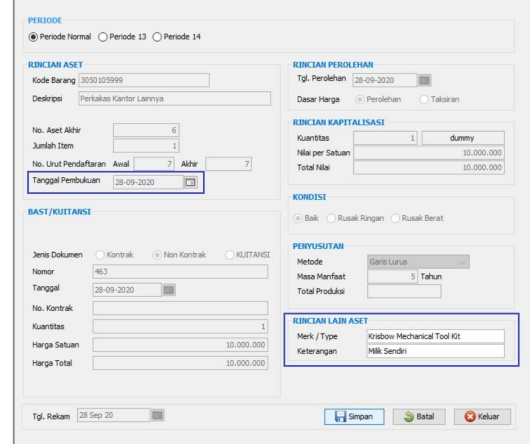 PERIODE
Periode Normal Periode 13 Periode 14
RINCIAN ASET
Kode Barang 3050105999
Deskripsi Perkakas Kantor Lainnya
No. Aset Akhir 6
Jumlah Item 1
No. Urut Pendaftaran Awal 7 Akhir 7
Tanggal Pembukuan 28-09-2020
BAST/KUITANSI
Jenis Dokumen Kontrak Non Kontrak KUITANSI
Nomor 463
Tanggal 28-09-2020
No. Kontrak
Kuantitas 1
Harga Satuan 10.000.000
Harga Total 10.000.000
RINCIAN PEROLEHAN
Tgl. Perolehan 28-09-2020
Dasar Harga Perolehan Taksiran
RINCIAN KAPITALISASI
Kuantitas 1 dummy
Nilai per Satuan 10.000.000
Total Nilai 10.000.000
KONDISI
Baik Rusak Ringan Rusak Berat
PENYUSUTAN
Metode Garis Lurus
Masa Manfaat 5 Tahun
Total Produksi
RINCIAN LAIN ASET
Merk / Type Krisbow Mechanical Tool Kit
Keterangan Milik Sendiri
Tgl. Rekam 28 Sep 20 Simpan Batal Keluar